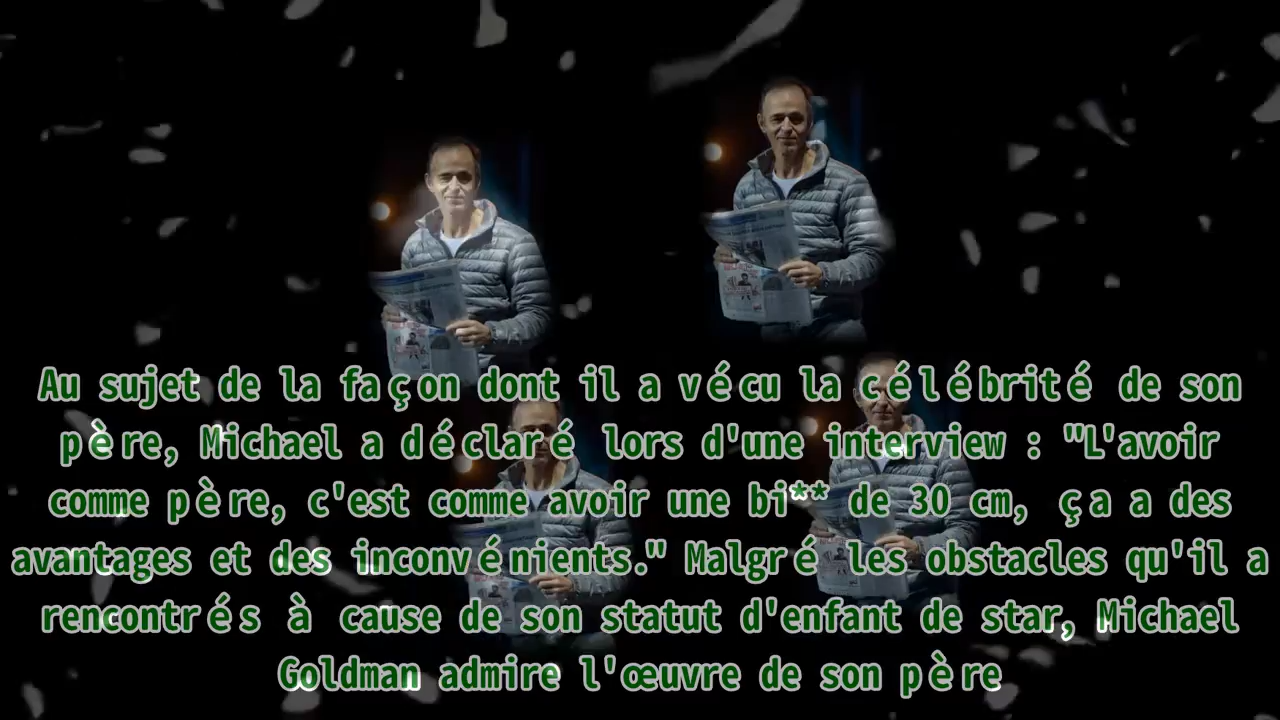 Au sujet de la façon dont il a vécu la célébrité de son
père, Michael a déclaré lors d'une interview : "L'avoir
comme père, c'est comme avoir une bi** de 30 cm, ça a des
avantages et des inconvénients." Malgré les obstacles qu'il a
rencontrés à cause de son statut d'enfant de star, Michael
Goldman admire l'œuvre de son père